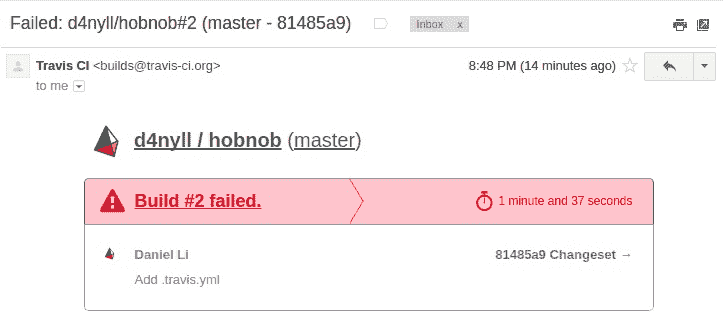 Failed: d4nyll/hobnob#2 (master - 81485a9)
Inbox x
Travis CI <builds@travis-ci.org>
8:48 PM (14 minutes ago)
to me
d4nyll / hobnob (master)
Build #2 failed.
1 minute and 37 seconds
Daniel Li
81485a9 Changeset →
Add .travis.yml